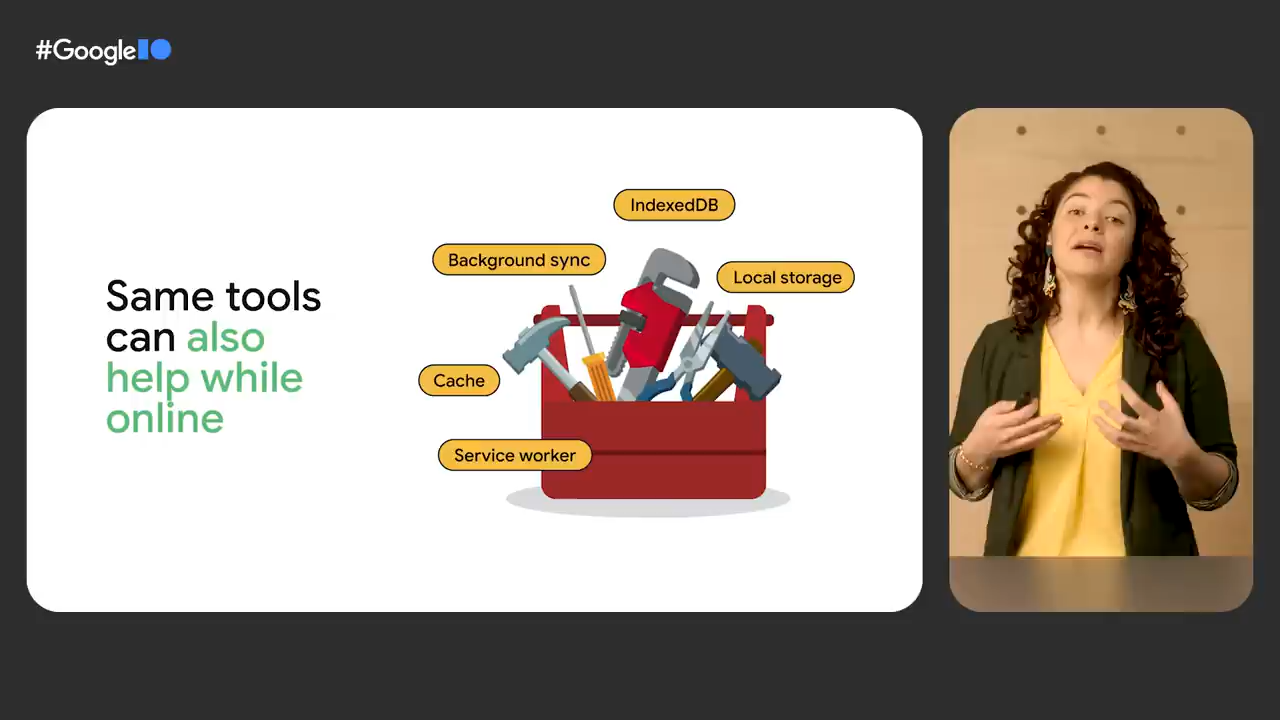 #GoogleIO
Same tools
can also
help while
online
IndexedDB
Background sync
Local storage
Cache
Service worker